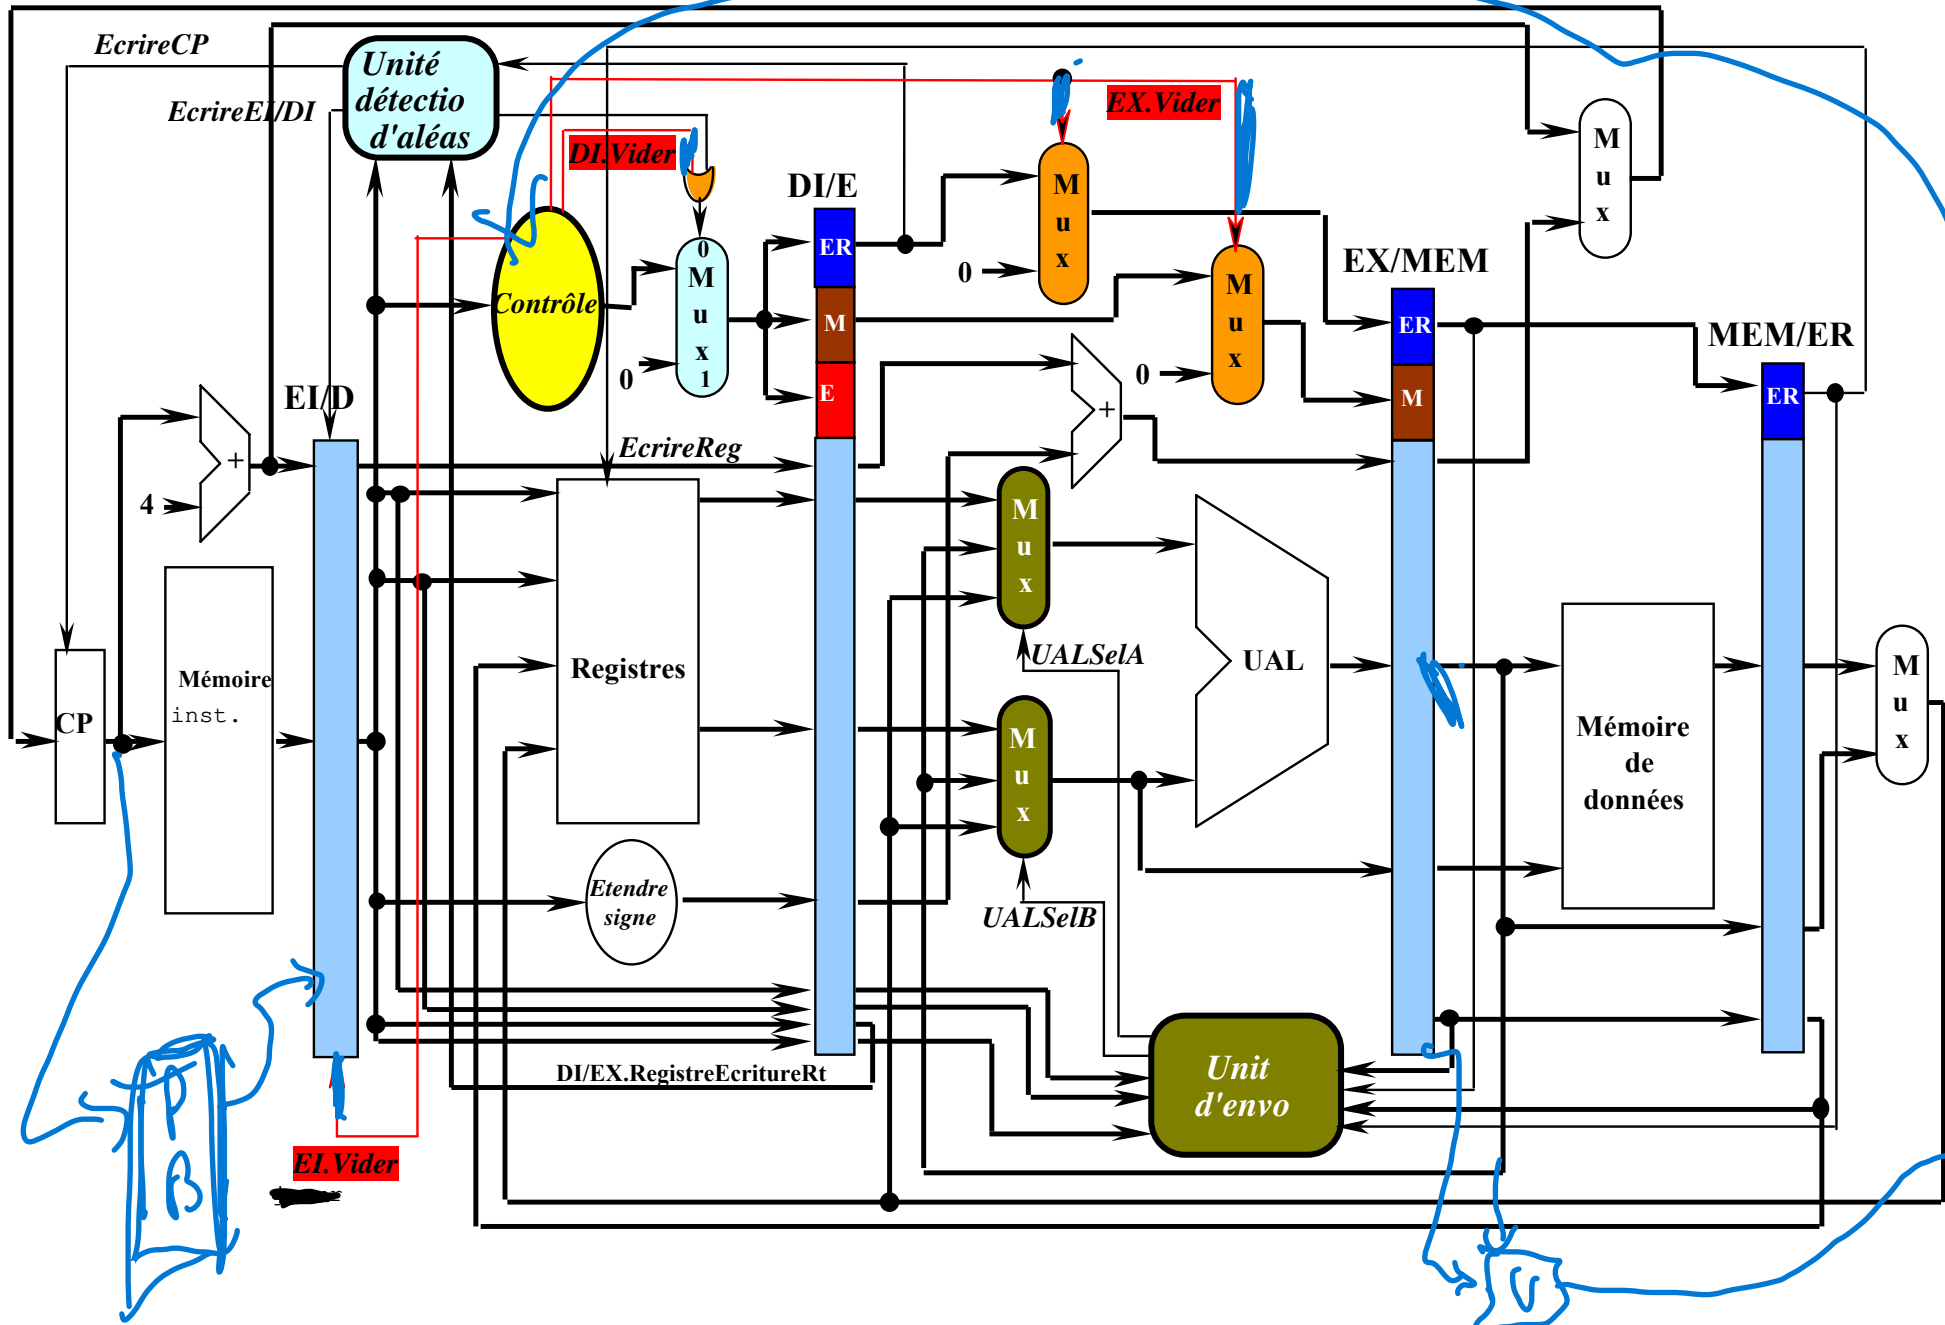 EcrireCP
Unité
détectio
d'aléas
EcrireEI/DI
DI.Vider
EX.Vider
DI/E
EX/MEM
MEM/ER
EI/D
Contrôle
0
M
u
x
1
0
ER
M
E
M
u
x
0
M
u
x
0
M
u
x
ER
M
ER
+
4
+
EcrireReg
CP
Mémoire
inst.
Registres
Etendre
signe
M
u
x
UALSelA
M
u
x
UALSelB
UAL
Mémoire
de
données
M
u
x
DI/EX.RegistreEcritureRt
Unit
d'envo
EI.Vider
P
B
V